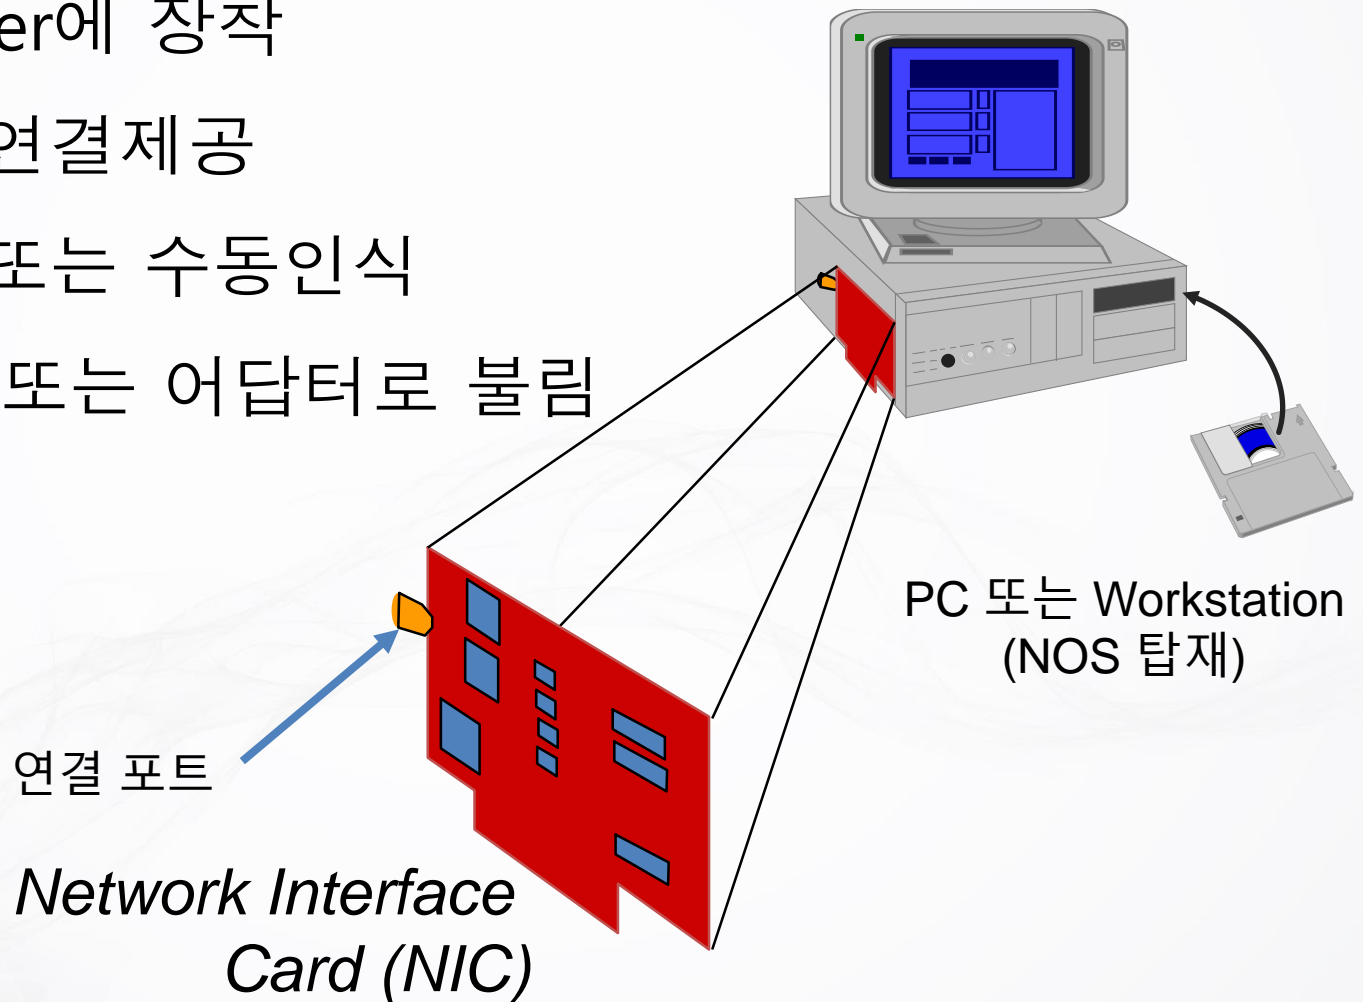 er에 장착
연결제공
또는 수동인식
또는 어답터로 불림
PC 또는 Workstation
(NOS 탑재)
연결 포트
Network Interface
Card (NIC)